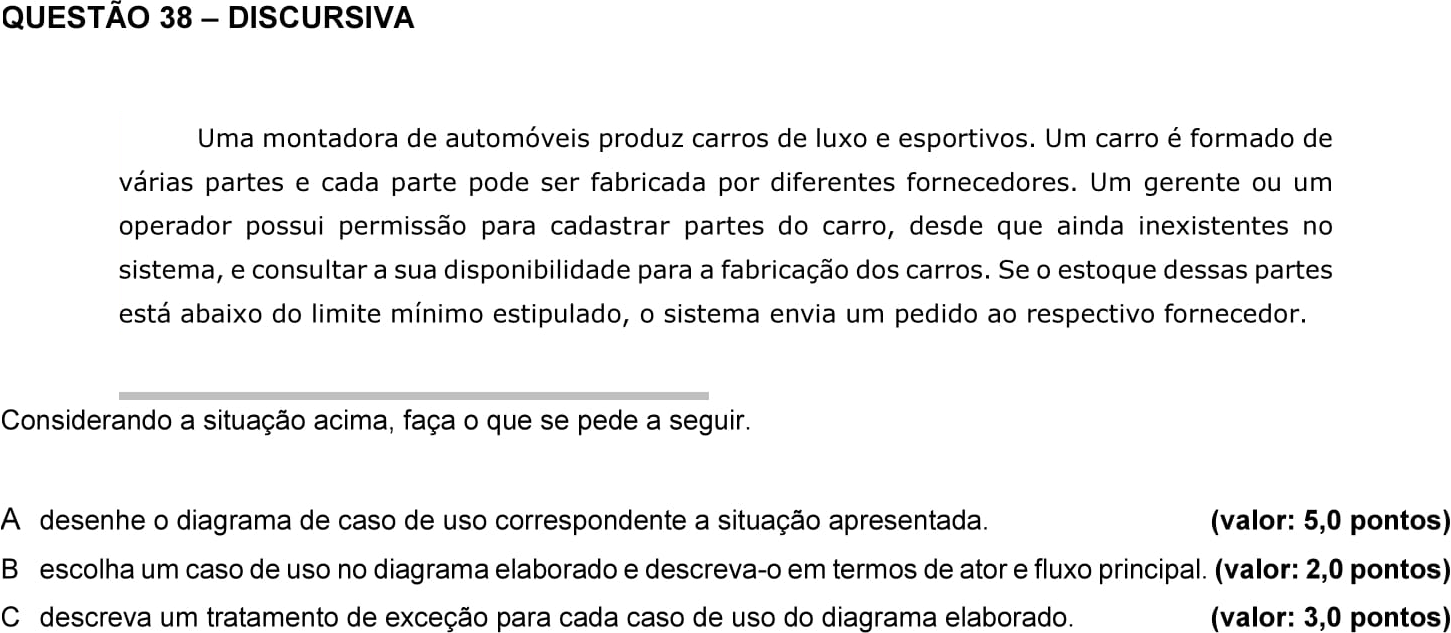 QUESTÃO 38 – DISCURSIVA
Uma montadora de automóveis produz carros de luxo e esportivos. Um carro é formado de
várias partes e cada parte pode ser fabricada por diferentes fornecedores. Um gerente ou um
operador possui permissão para cadastrar partes do carro, desde que ainda inexistentes no
sistema, e consultar a sua disponibilidade para a fabricação dos carros. Se o estoque dessas partes
está abaixo do limite mínimo estipulado, o sistema envia um pedido ao respectivo fornecedor.
Considerando a situação acima, faça o que se pede a seguir.
A desenhe o diagrama de caso de uso correspondente a situação apresentada. (valor: 5,0 pontos)
B escolha um caso de uso no diagrama elaborado e descreva-o em termos de ator e fluxo principal. (valor: 2,0 pontos)
C descreva um tratamento de exceção para cada caso de uso do diagrama elaborado. (valor: 3,0 pontos)